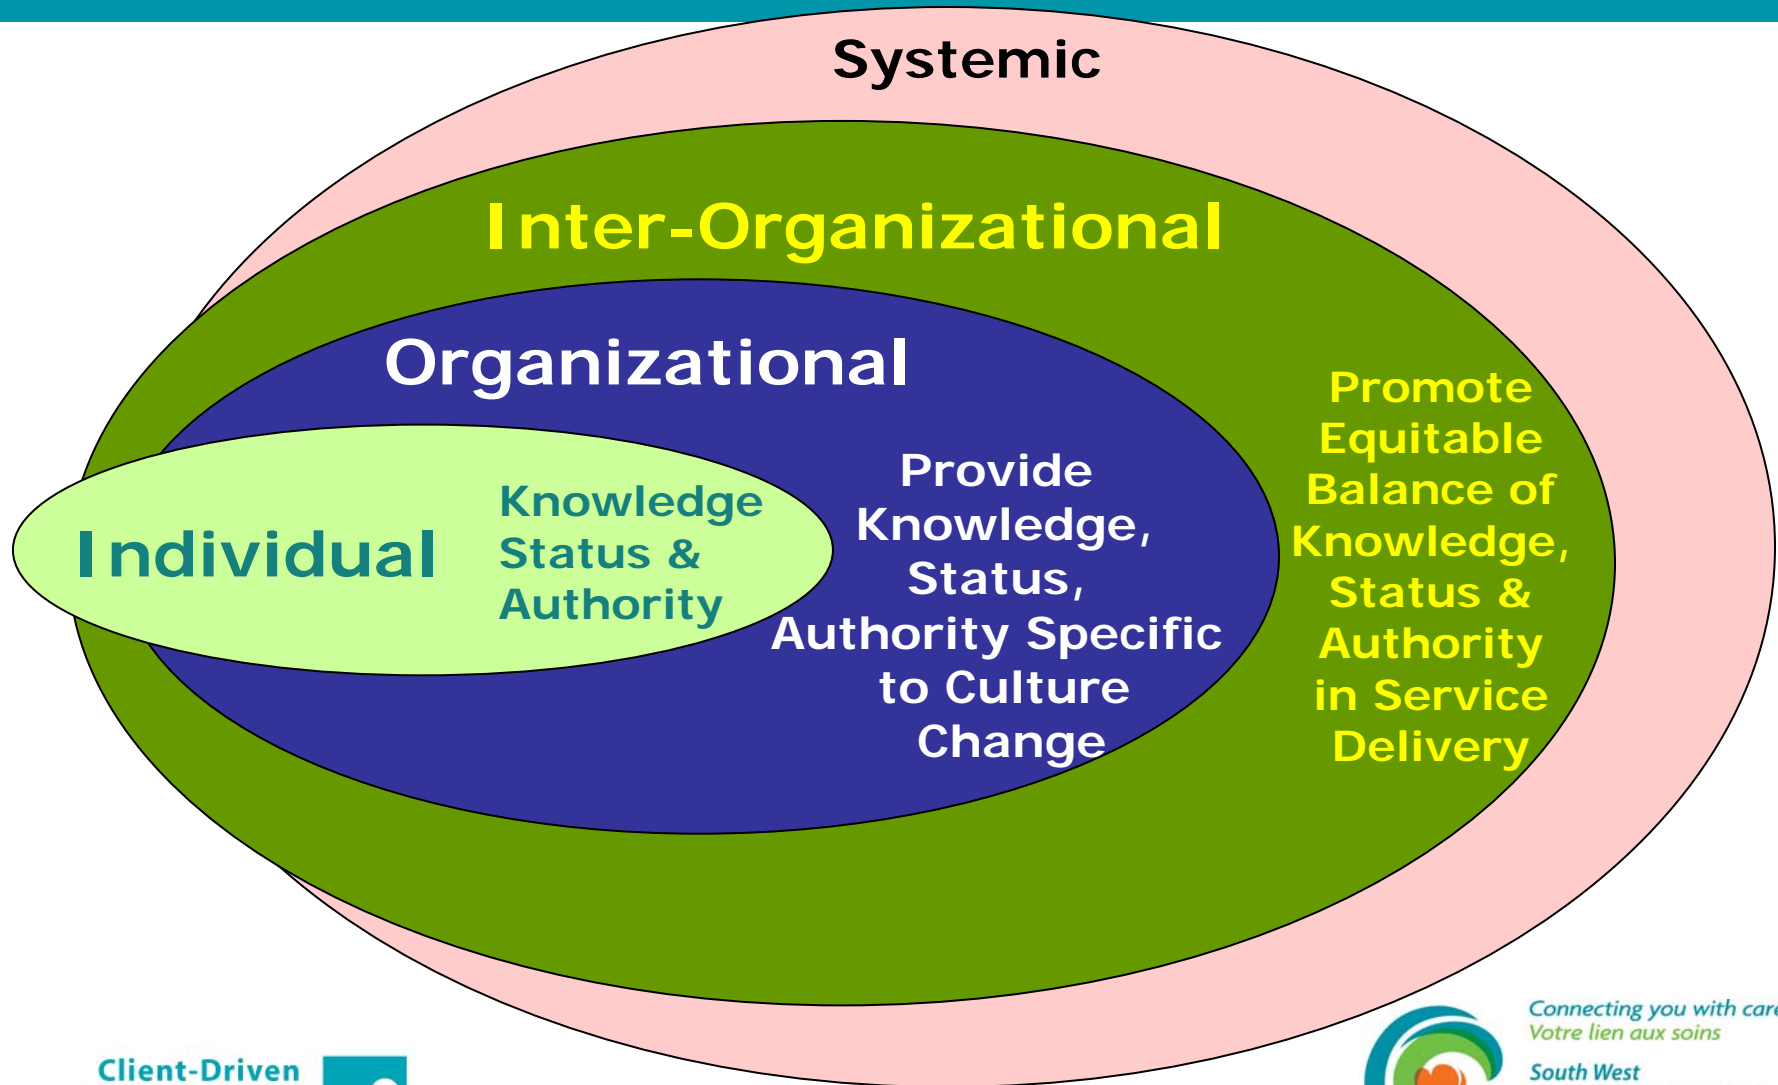 Systemic
Inter-Organizational
Organizational
Individual
Knowledge
Status &
Authority
Provide
Knowledge,
Status,
Authority Specific
to Culture
Change
Promote
Equitable
Balance of
Knowledge,
Status &
Authority
in Service
Delivery
Client-Driven
Connecting you with care
Votre lien aux soins
South West